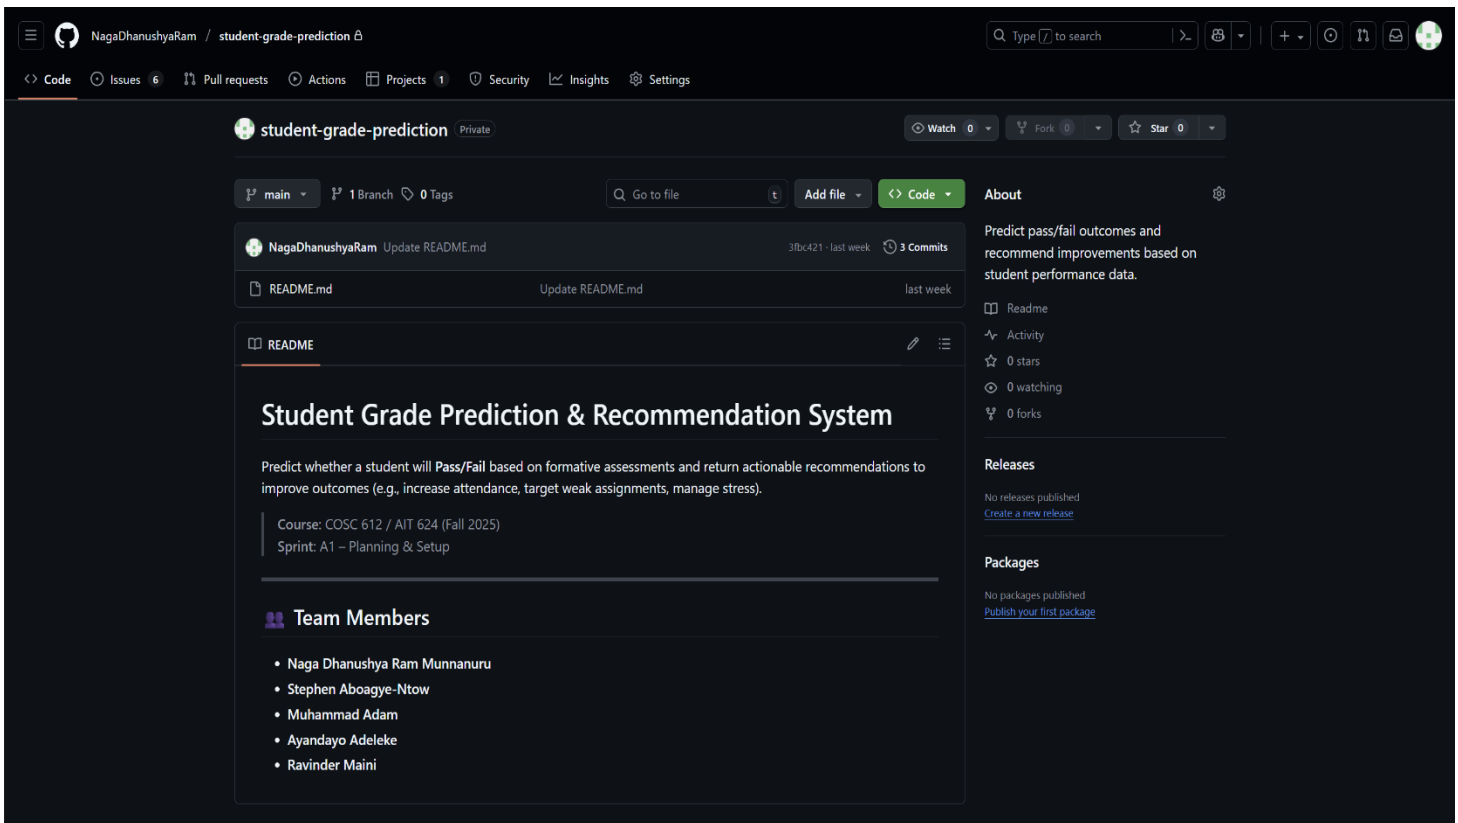 NagaDhanushyaRam / student-grade-prediction
Type / to search
Code Issues 6 Pull requests Actions Projects 1 Security Insights Settings
student-grade-prediction Private
Watch 0 Fork 0 Star 0
main 1 Branch 0 Tags Go to file t Add file Code
NagaDhanushyaRam Update README.md 3fbc421 · last week 3 Commits
README.md Update README.md last week
README
Student Grade Prediction & Recommendation System
Predict whether a student will Pass/Fail based on formative assessments and return actionable recommendations to
improve outcomes (e.g., increase attendance, target weak assignments, manage stress).
Course: COSC 612 / AIT 624 (Fall 2025)
Sprint: A1 – Planning & Setup
Team Members
• Naga Dhanushya Ram Munnanuru
• Stephen Aboagye-Ntow
• Muhammad Adam
• Ayandayo Adeleke
• Ravinder Maini
About
Predict pass/fail outcomes and
recommend improvements based on
student performance data.
Readme
Activity
0 stars
0 watching
0 forks
Releases
No releases published
Create a new release
Packages
No packages published
Publish your first package